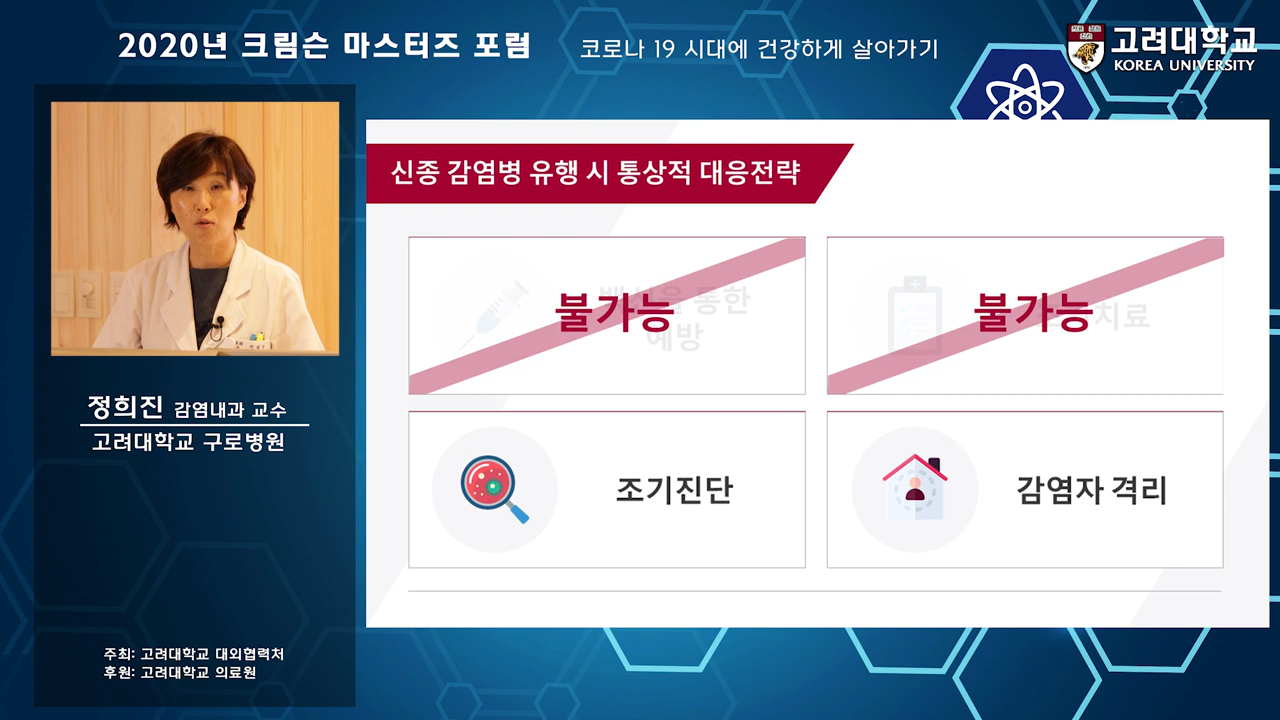 2020년 크림슨 마스터즈 포럼
코로나 19 시대에 건강하게 살아가기
고려대학교
KOREA UNIVERSITY
신종 감염병 유행 시 통상적 대응전략
백신을 통한
예방
불가능
치료
불가능
조기진단
감염자 격리
정희진 감염내과 교수
고려대학교 구로병원
주최: 고려대학교 대외협력처
후원: 고려대학교 의료원